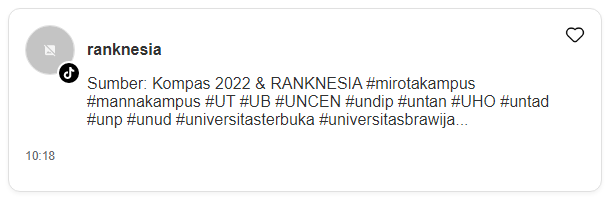 ranknesia
Sumber: Kompas 2022 & RANKNESIA #mirotakampus
#mannakampus #UT #UB #UNCEN #undip #untan #UHO #untad
#unp #unud #universitasterbuka #universitasbrawija...
10:18